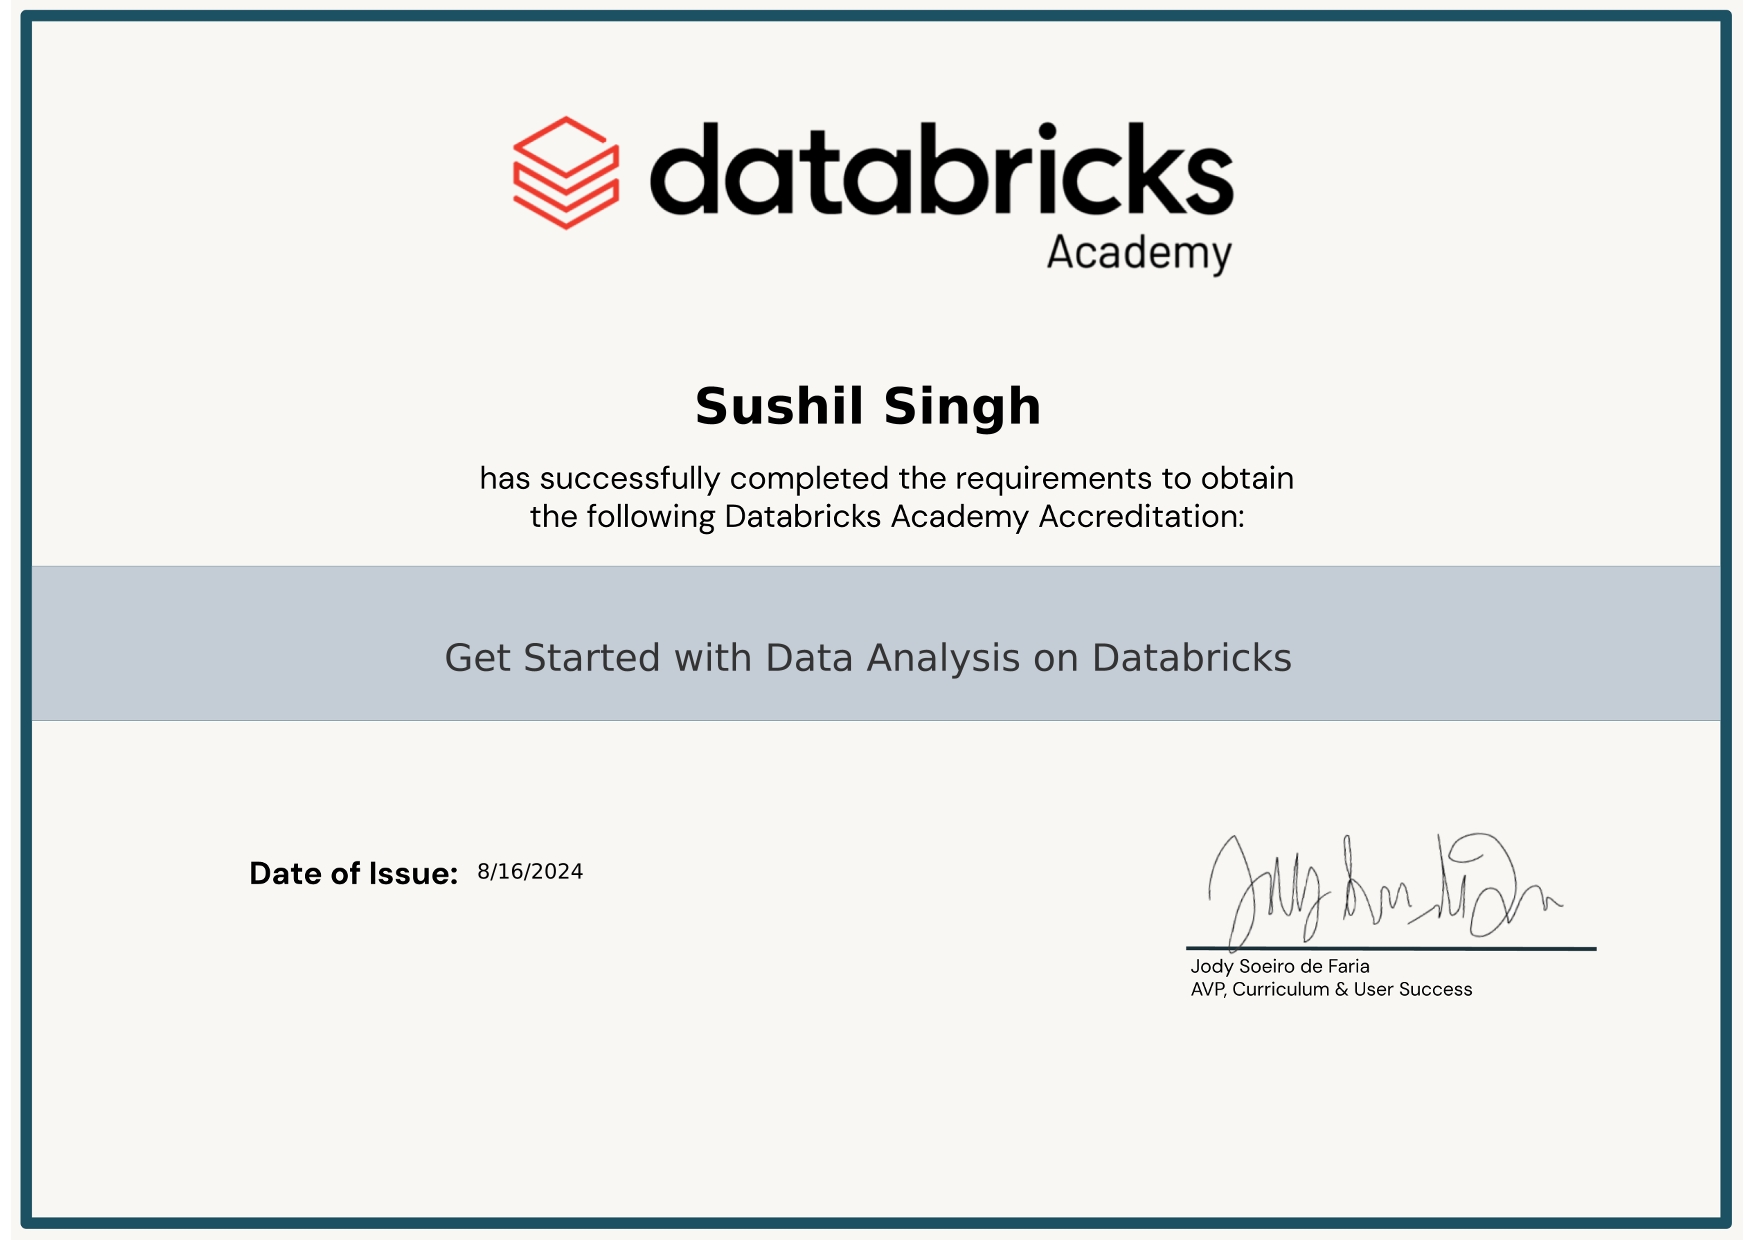 databricks
Academy
Sushil Singh
has successfully completed the requirements to obtain
the following Databricks Academy Accreditation:
Get Started with Data Analysis on Databricks
Date of Issue: 8/16/2024
Jody Soeiro de Faria
AVP, Curriculum & User Success